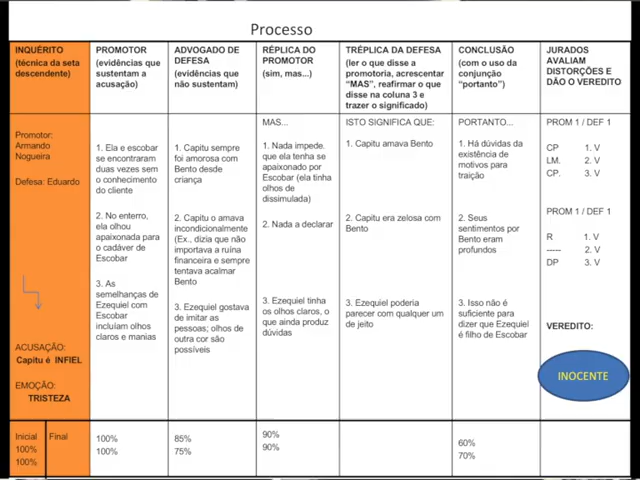 Processo
INQUÉRITO
(técnica da seta
descendente)
PROMOTOR
(evidências que
sustentam a
acusação)
ADVOGADO DE
DEFESA
(evidências que
não sustentam)
RÉPLICA DO
PROMOTOR
(sim, mas...)
TRÉPLICA DA DEFESA
(ler o que disse a
promotoria, acrescentar
“MAS”, reafirmar o que
disse na coluna 3 e
trazer o significado)
CONCLUSÃO
(com o uso da
conjunção
“portanto”)
JURADOS
AVALIAM
DISTORÇÕES E
DÃO O VEREDITO
Promotor:
Armando
Nogueira
Defesa: Eduardo
ACUSAÇÃO:
Capitu é INFIEL
EMOÇÃO:
TRISTEZA
1. Ela e escobar
se encontraram
duas vezes sem
o conhecimento
do cliente
2. No enterro,
ela olhou
apaixonada para
o cadáver de
Escobar
3. As
semelhanças de
Ezequiel com
Escobar
incluíam olhos
claros e manias
1. Capitu sempre
foi amorosa com
Bento desde
criança
2. Capitu o amava
incondicionalmente
(Ex., dizia que não
importava a ruína
financeira e sempre
tentava acalmar
Bento
3. Ezequiel gostava
de imitar as
pessoas; olhos de
outra cor são
possíveis
MAS...
1. Nada impede.
que ela tenha se
apaixonado por
Escobar (ela tinha
olhos de
dissimulada)
2. Nada a declarar
3. Ezequiel tinha
os olhos claros, o
que ainda produz
dúvidas
ISTO SIGNIFICA QUE:
1. Capitu amava Bento
2. Capitu era zelosa com
Bento
3. Ezequiel poderia
parecer com qualquer um
de jeito
PORTANTO...
1. Há dúvidas da
existência de
motivos para
traição
2. Seus
sentimentos por
Bento eram
profundos
3. Isso não é
suficiente para
dizer que Ezequiel
é filho de Escobar
PROM 1 / DEF 1
CP 1. V
LM. 2. V
CP. 3. V
PROM 1 / DEF 1
R 1. V
----- 2. V
DP 3. V
VEREDITO:
INOCENTE
Inicial Final
100%
100%
100%
100%
85%
75%
90%
90%
60%
70%